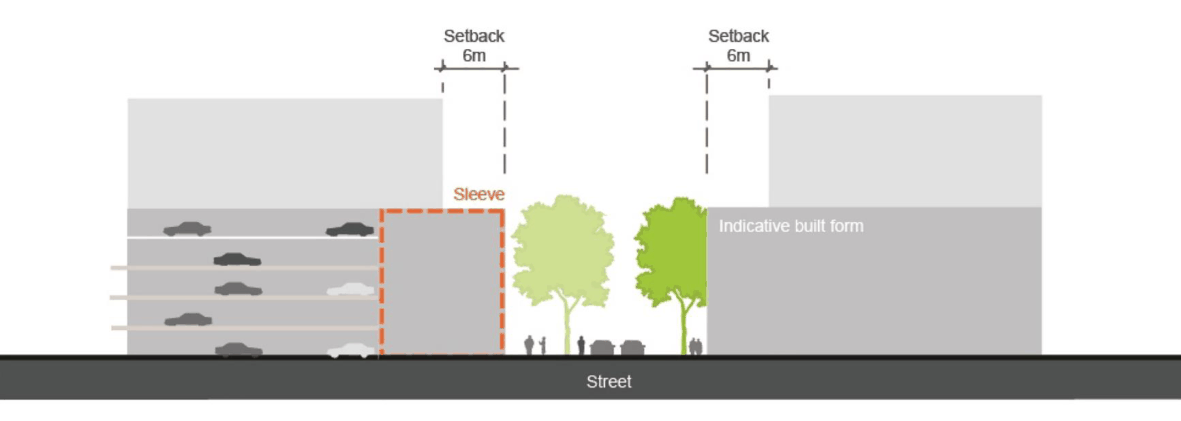 Setback
6m
Setback
6m
Sleeve
Indicative built form
Street